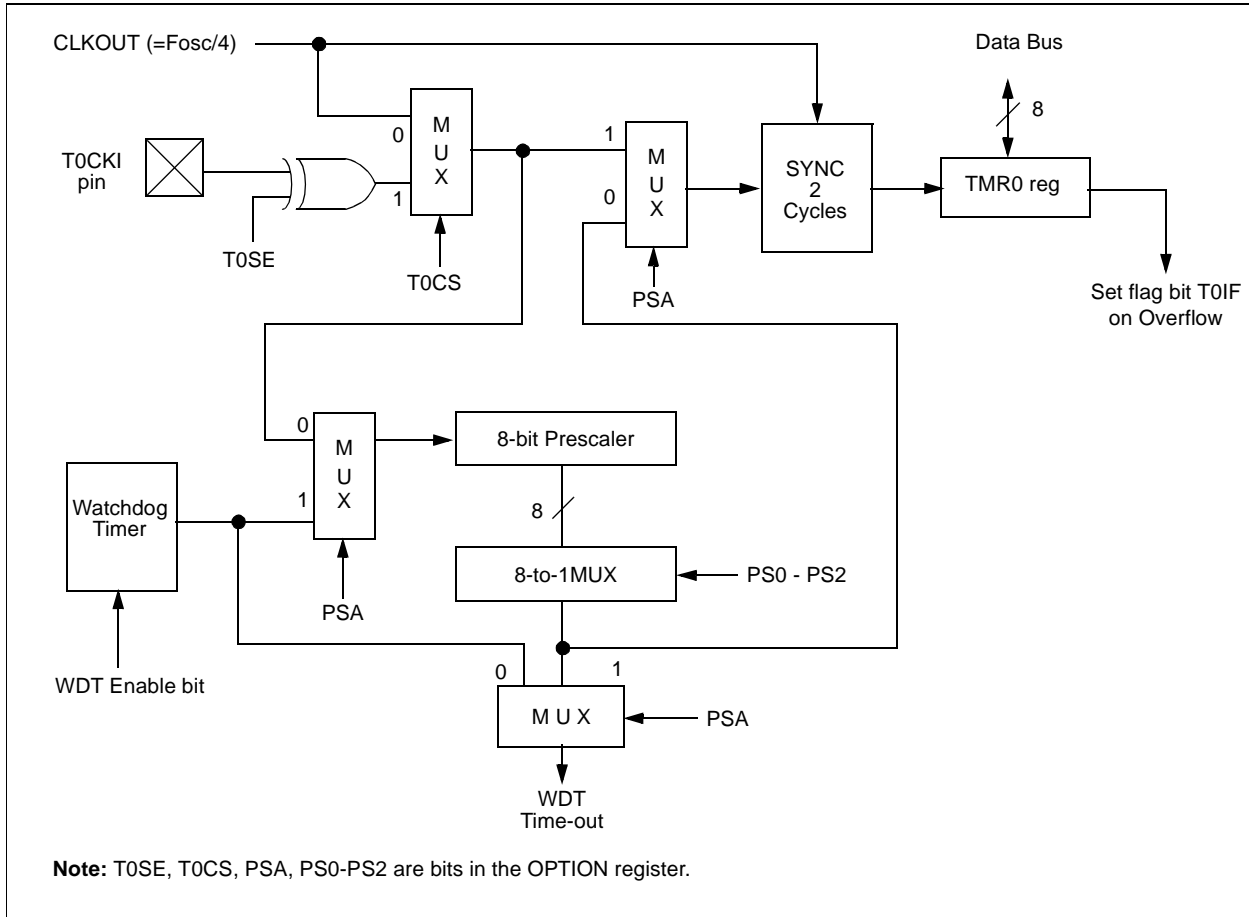 CLKOUT (=Fosc/4)
Data Bus
8
T0CKI
pin
T0SE
0
1
M
U
X
T0CS
1
0
M
U
X
PSA
SYNC
2
Cycles
TMR0 reg
Set flag bit T0IF
on Overflow
0
1
M
U
X
PSA
8-bit Prescaler
8
8-to-1MUX
PS0 - PS2
Watchdog
Timer
WDT Enable bit
0
1
M U X
PSA
WDT
Time-out
Note: T0SE, T0CS, PSA, PS0-PS2 are bits in the OPTION register.